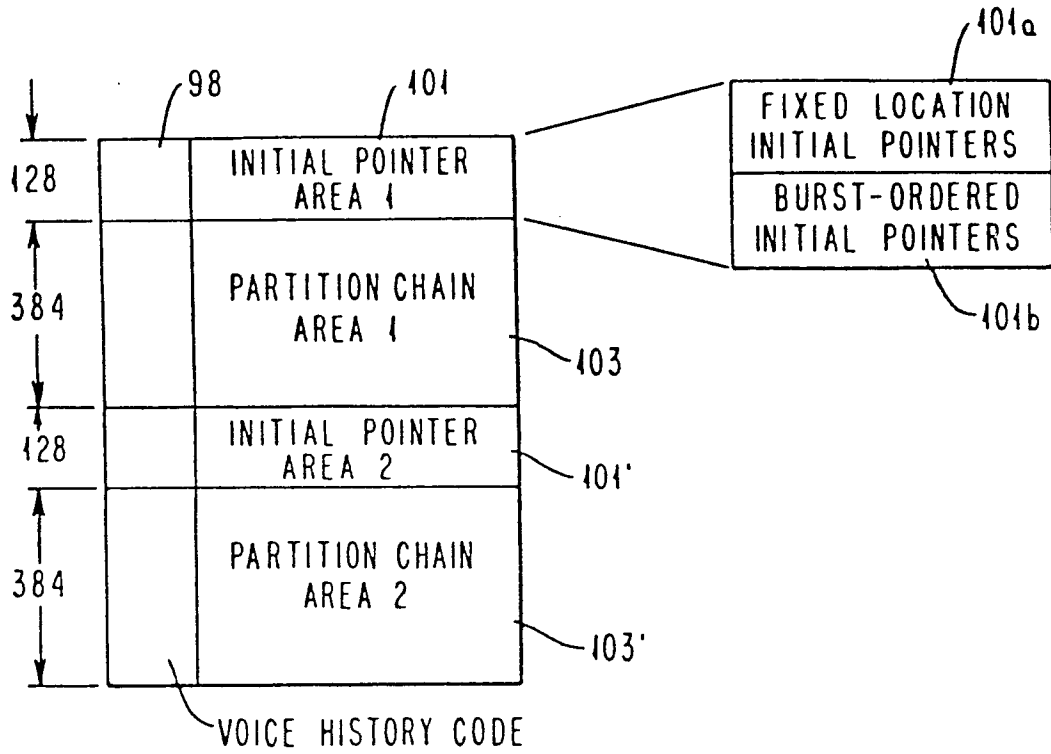 101a
98
101
FIXED LOCATION
INITIAL POINTERS
128
INITIAL POINTER
AREA 1
BURST-ORDERED
INITIAL POINTERS
384
PARTITION CHAIN
AREA 1
101b
103
128
INITIAL POINTER
AREA 2
101'
384
PARTITION CHAIN
AREA 2
103'
VOICE HISTORY CODE